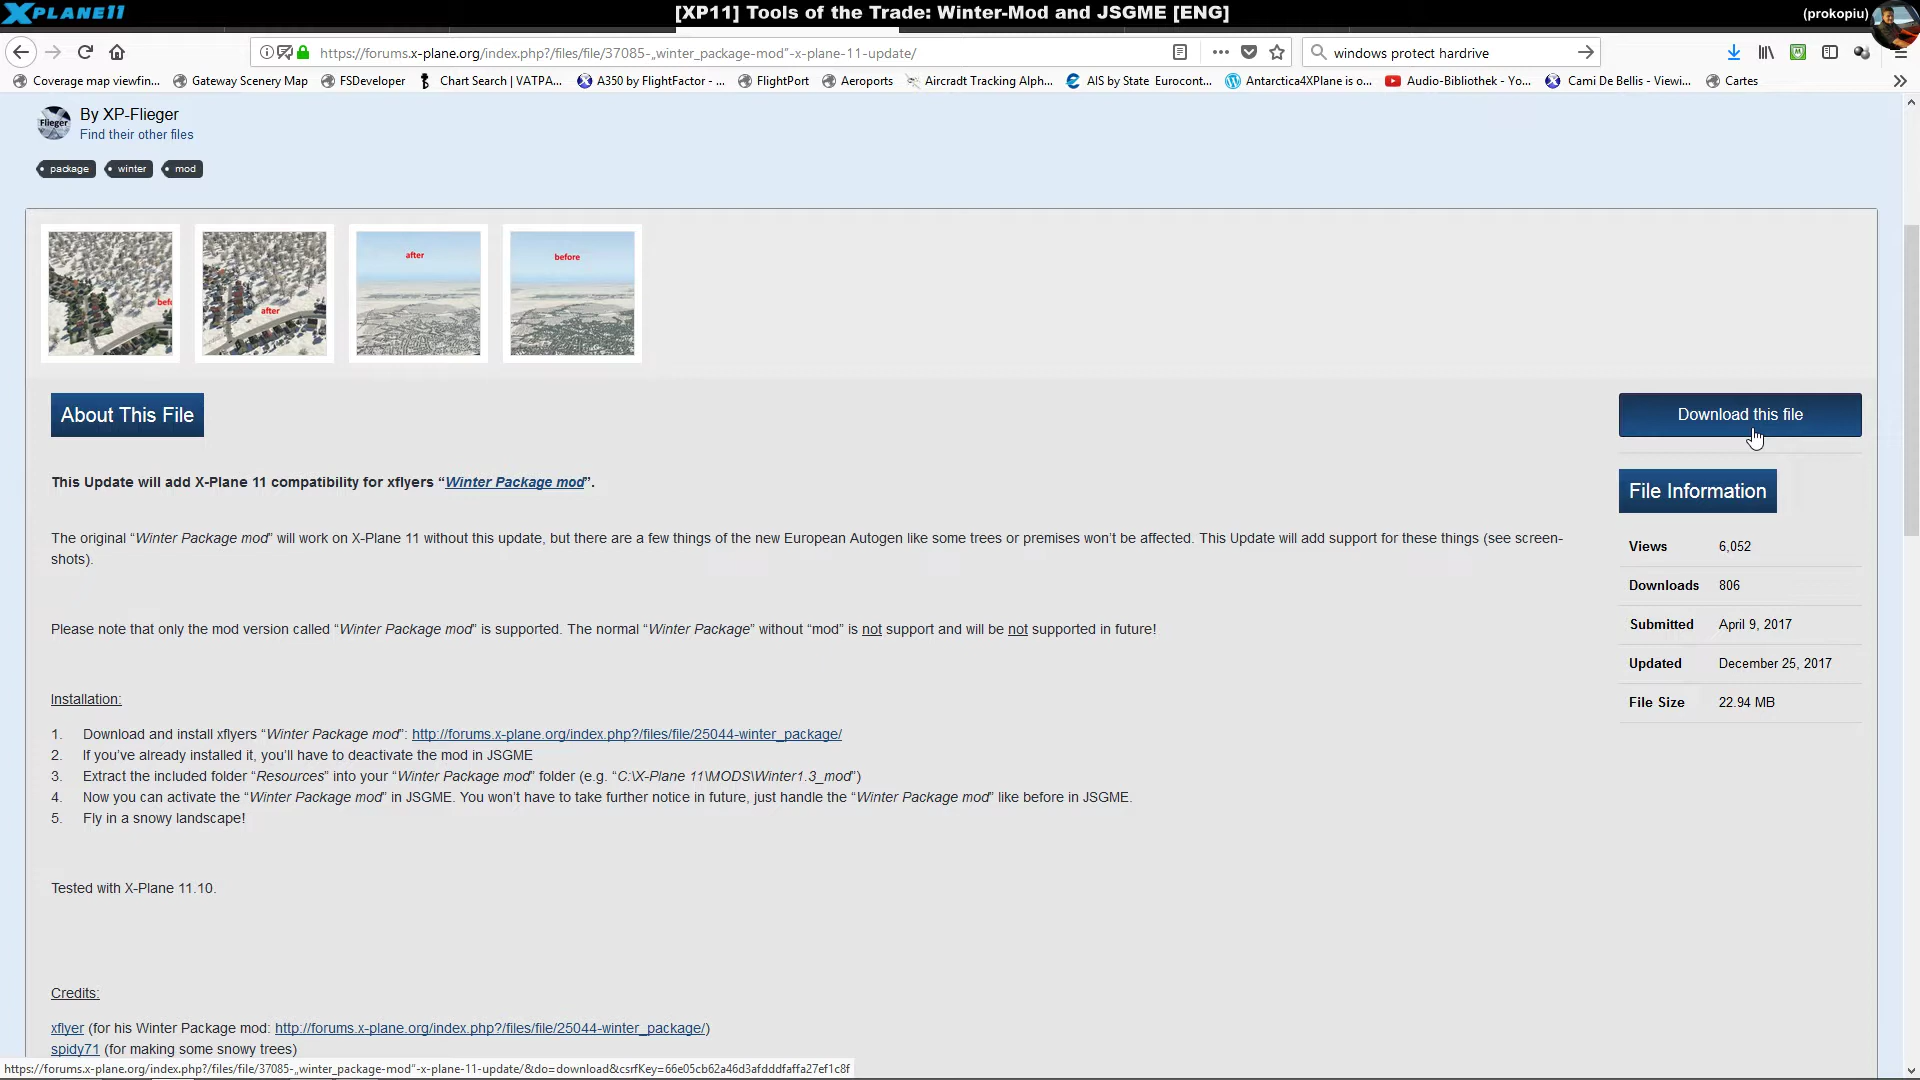 X-PLANE 11
[XP11] Tools of the Trade: Winter-Mod and JSGME [ENG]
(prokopiu)
https://forums.x-plane.org/index.php?/files/file/37085-„winter_package-mod“-x-plane-11-update/
windows protect hardrive
Coverage map viewfin...
Gateway Scenery Map
FSDeveloper
Chart Search | VATPA...
A350 by FlightFactor - ...
FlightPort
Aeroports
Aircradt Tracking Alph...
AIS by State Eurocont...
Antarctica4XPlane is o...
Audio-Bibliothek - Yo...
Cami De Bellis - Viewi...
Cartes
Flieger
By XP-Flieger
Find their other files
package
winter
mod
befo
after
after
before
About This File
Download this file
This Update will add X-Plane 11 compatibility for xflyers “Winter Package mod”.
The original “Winter Package mod” will work on X-Plane 11 without this update, but there are a few things of the new European Autogen like some trees or premises won’t be affected. This Update will add support for these things (see screen-
shots).
Please note that only the mod version called “Winter Package mod” is supported. The normal “Winter Package” without “mod” is not support and will be not supported in future!
Installation:
1. Download and install xflyers “Winter Package mod”: http://forums.x-plane.org/index.php?/files/file/25044-winter_package/
2. If you’ve already installed it, you’ll have to deactivate the mod in JSGME
3. Extract the included folder “Resources” into your “Winter Package mod” folder (e.g. “C:\X-Plane 11\MODS\Winter1.3_mod”)
4. Now you can activate the “Winter Package mod” in JSGME. You won’t have to take further notice in future, just handle the “Winter Package mod” like before in JSGME.
5. Fly in a snowy landscape!
Tested with X-Plane 11.10.
Credits:
xflyer (for his Winter Package mod: http://forums.x-plane.org/index.php?/files/file/25044-winter_package/)
spidy71 (for making some snowy trees)
File Information
Views 6,052
Downloads 806
Submitted April 9, 2017
Updated December 25, 2017
File Size 22.94 MB
https://forums.x-plane.org/index.php?/files/file/37085-„winter_package-mod“-x-plane-11-update/&do=download&csrfKey=66e05cb62a46d3afdddfaffa27ef1c8f